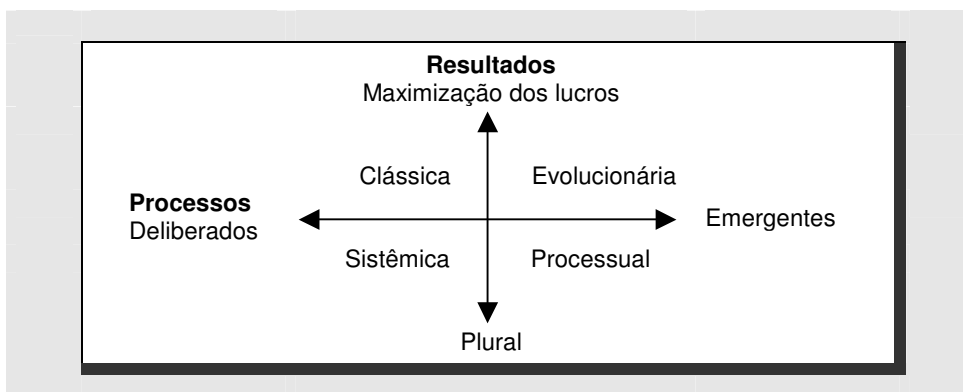 Resultados
Maximização dos lucros
Clássica
Evolucionária
Processos
Deliberados
Emergentes
Sistêmica
Processual
Plural